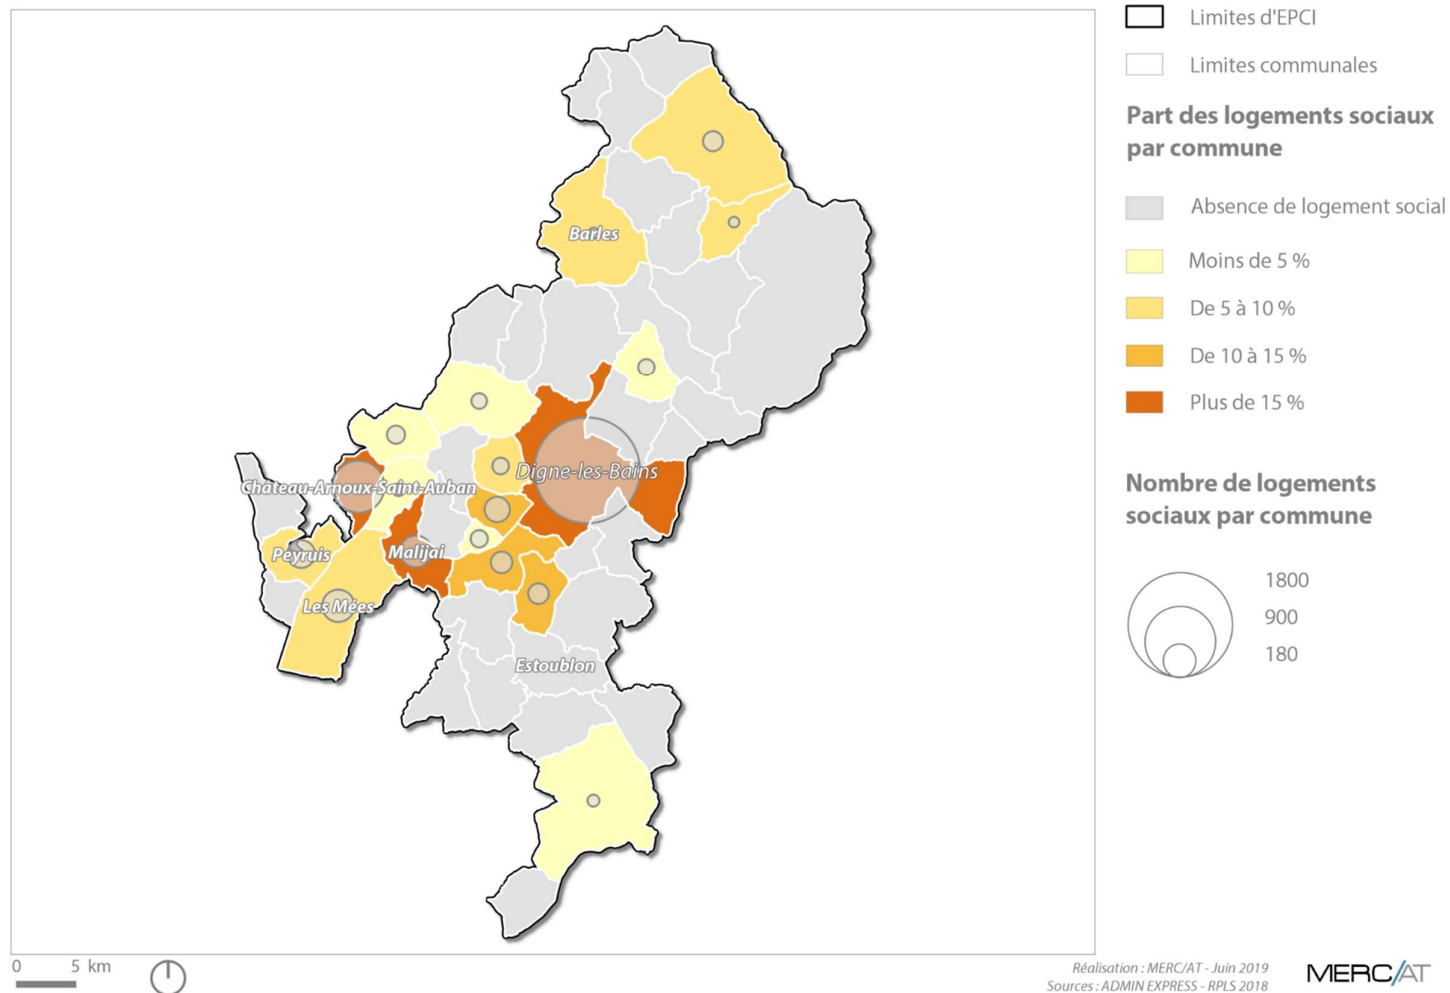 Limites d'EPCI
Limites communales
Part des logements sociaux
par commune
Absence de logement social
Moins de 5 %
De 5 à 10 %
De 10 à 15 %
Plus de 15 %
Nombre de logements
sociaux par commune
1800
900
180
Barles
Digne-les-Bains
Château-Arnoux-Saint-Auban
Peyruis
Malijai
Les Mées
Estoublon
0 5 km
Réalisation : MERC/AT - Juin 2019
Sources : ADMIN EXPRESS - RPLS 2018
MERC/AT